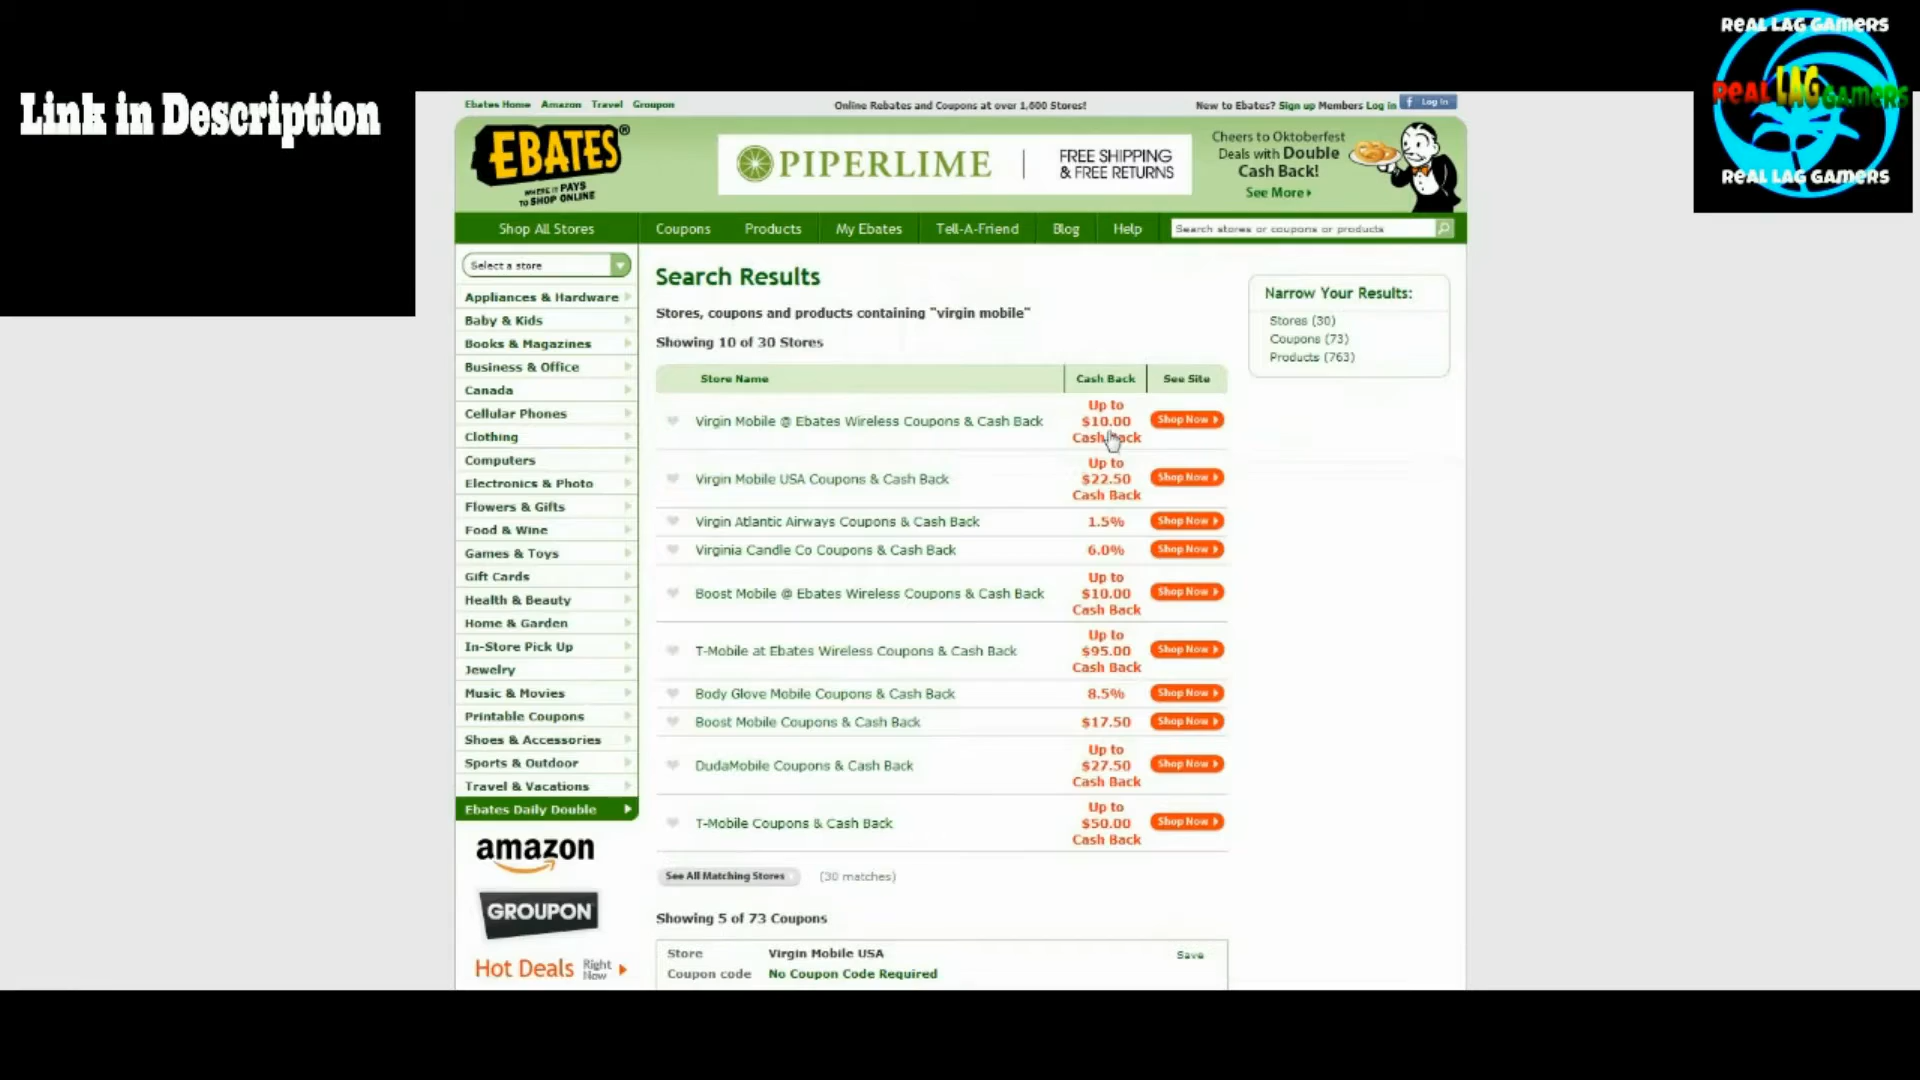 Link in Description
REAL LAG GAMERS
REAL LAG GAMERS
REAL LAG GAMERS
Ebates Home Amazon Travel Groupon
Online Rebates and Coupons at over 1,600 Stores!
New to Ebates? Sign up Members Log in
f Log In
EBATES®
WHERE IT PAYS
TO SHOP ONLINE
PIPERLIME
FREE SHIPPING
& FREE RETURNS
Cheers to Oktoberfest
Deals with Double
Cash Back!
See More
Shop All Stores Coupons Products My Ebates Tell-A-Friend Blog Help
Search stores or coupons or products
Select a store
Appliances & Hardware
Baby & Kids
Books & Magazines
Business & Office
Canada
Cellular Phones
Clothing
Computers
Electronics & Photo
Flowers & Gifts
Food & Wine
Games & Toys
Gift Cards
Health & Beauty
Home & Garden
In-Store Pick Up
Jewelry
Music & Movies
Printable Coupons
Shoes & Accessories
Sports & Outdoor
Travel & Vacations
Ebates Daily Double
amazon
GROUPON
Hot Deals Right
Now
Search Results
Stores, coupons and products containing "virgin mobile"
Showing 10 of 30 Stores
Store Name Cash Back See Site
Virgin Mobile @ Ebates Wireless Coupons & Cash Back
Up to
$10.00
Cash Back
Shop Now
Virgin Mobile USA Coupons & Cash Back
Up to
$22.50
Cash Back
Shop Now
Virgin Atlantic Airways Coupons & Cash Back 1.5% Shop Now
Virginia Candle Co Coupons & Cash Back 6.0% Shop Now
Boost Mobile @ Ebates Wireless Coupons & Cash Back
Up to
$10.00
Cash Back
Shop Now
T-Mobile at Ebates Wireless Coupons & Cash Back
Up to
$95.00
Cash Back
Shop Now
Body Glove Mobile Coupons & Cash Back 8.5% Shop Now
Boost Mobile Coupons & Cash Back $17.50 Shop Now
DudaMobile Coupons & Cash Back
Up to
$27.50
Cash Back
Shop Now
T-Mobile Coupons & Cash Back
Up to
$50.00
Cash Back
Shop Now
See All Matching Stores (30 matches)
Showing 5 of 73 Coupons
Store Virgin Mobile USA Save
Coupon code No Coupon Code Required
Narrow Your Results:
Stores (30)
Coupons (73)
Products (763)